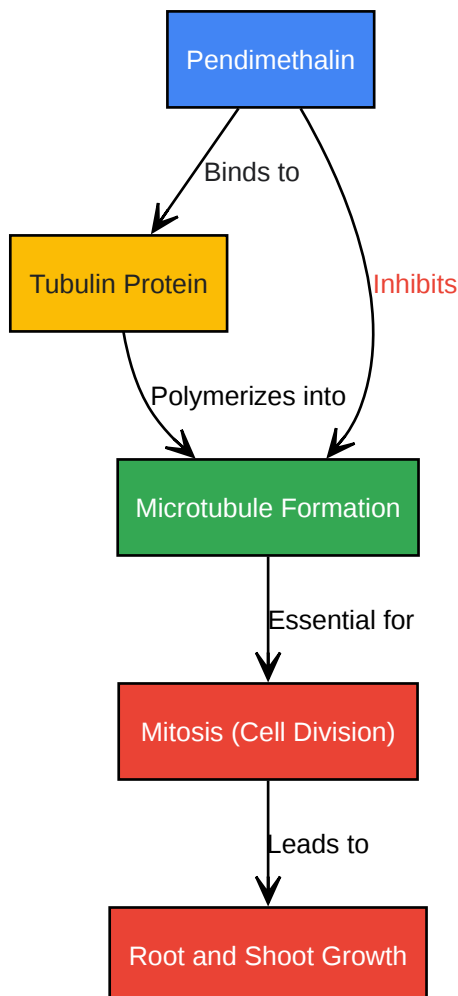 Pendimethalin
Binds to
Tubulin Protein
Inhibits
Polymerizes into
Microtubule Formation
Essential for
Mitosis (Cell Division)
Leads to
Root and Shoot Growth